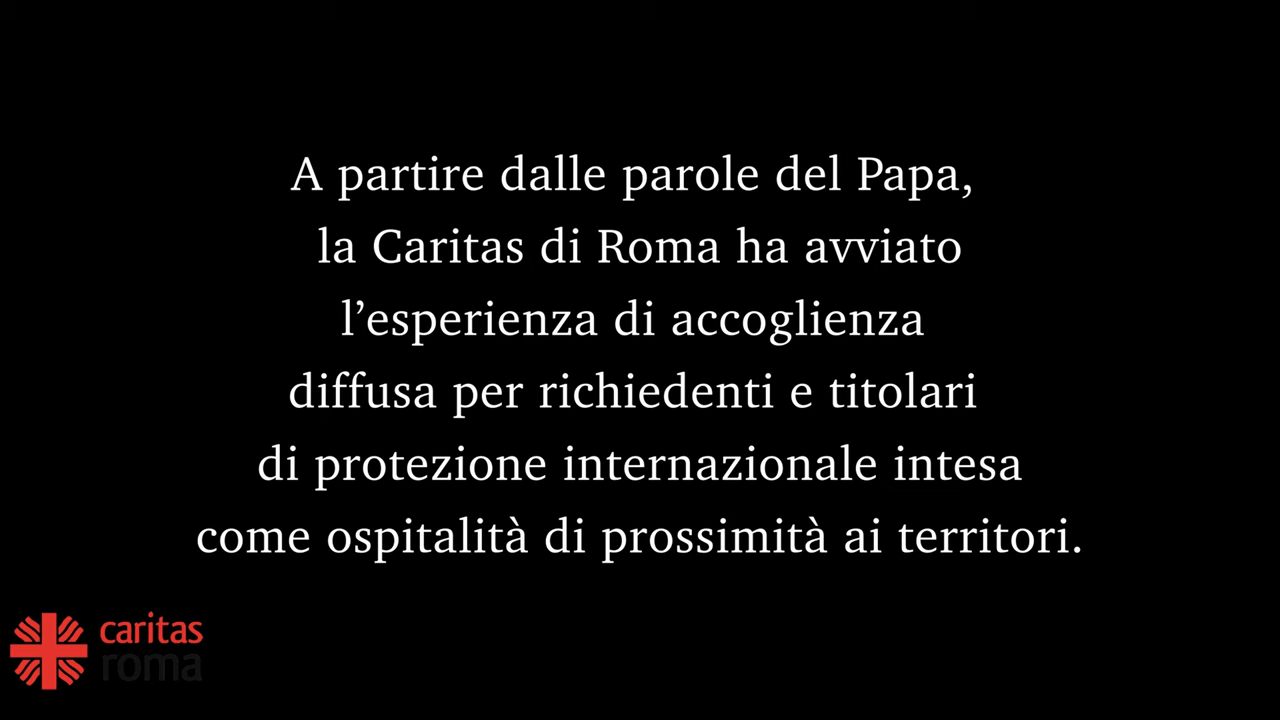 A partire dalle parole del Papa,
la Caritas di Roma ha avviato
l’esperienza di accoglienza
diffusa per richiedenti e titolari
di protezione internazionale intesa
come ospitalità di prossimità ai territori.
caritas
roma